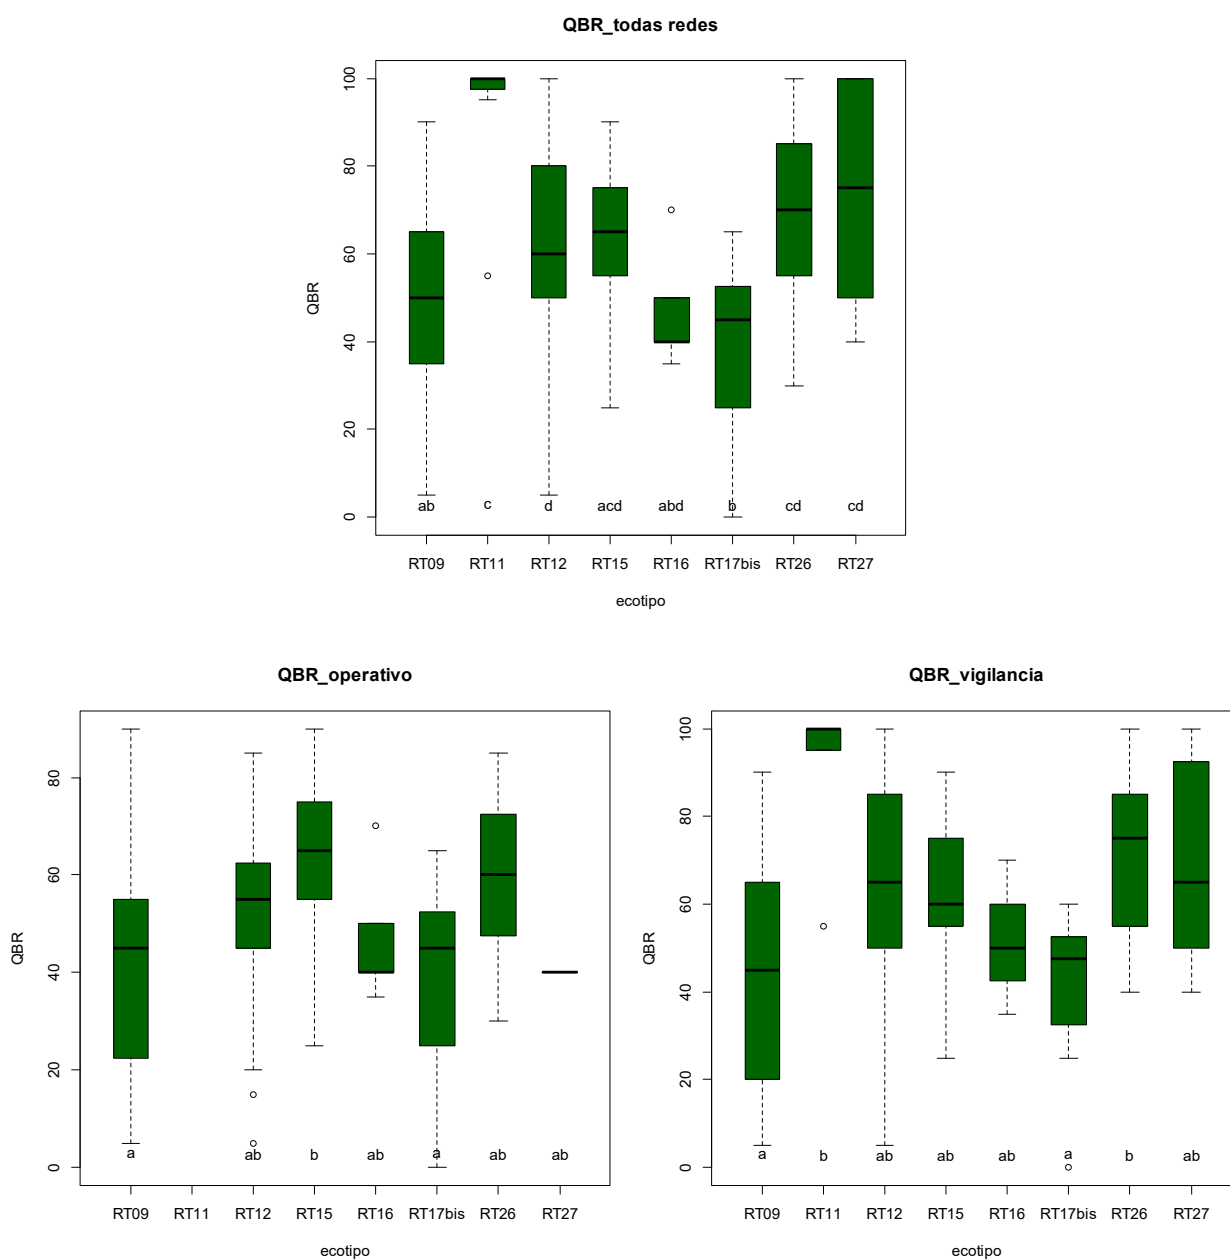 QBR_todas redes
QBR
100
80
60
40
20
0
ab c d acd abd b cd cd
RT09 RT11 RT12 RT15 RT16 RT17bis RT26 RT27
ecotipo
QBR_operativo
QBR
80
60
40
20
0
a ab b ab a ab ab
RT09 RT11 RT12 RT15 RT16 RT17bis RT26 RT27
ecotipo
QBR_vigilancia
QBR
100
80
60
40
20
0
a b ab ab ab a b ab
RT09 RT11 RT12 RT15 RT16 RT17bis RT26 RT27
ecotipo